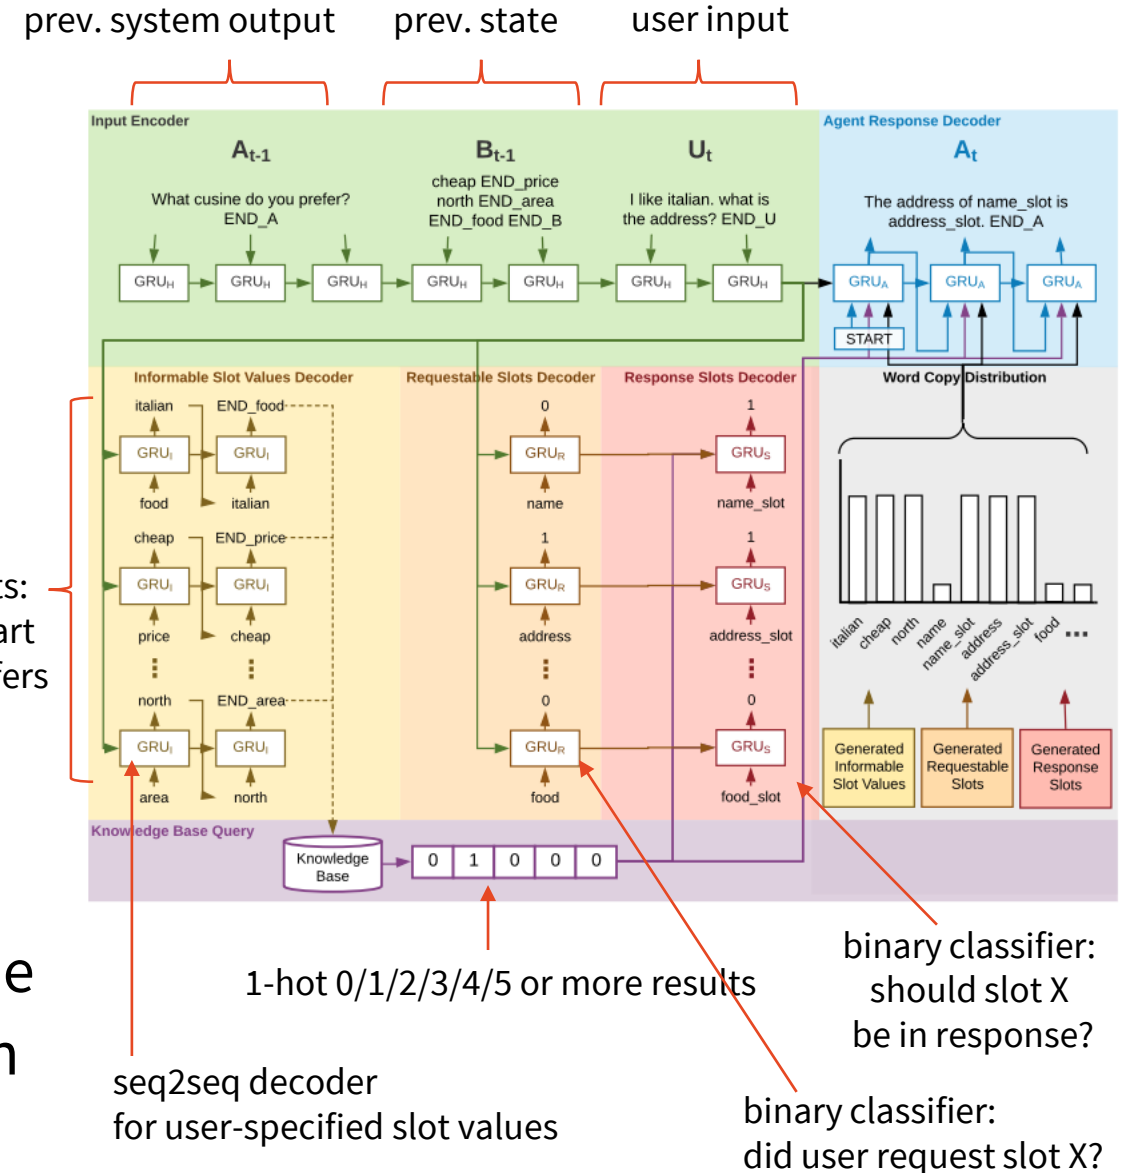 prev. system output
prev. state
user input
Input Encoder
Agent Response Decoder
At-1
Bt-1
Ut
At
What cusine do you prefer?
END_A
cheap END_price
north END_area
END_food END_B
I like italian. what is
the address? END_U
The address of name_slot is
address_slot. END_A
GRUH
GRUH
GRUH
GRUH
GRUH
GRUH
GRUH
GRUA
GRUA
GRUA
START
Informable Slot Values Decoder
Requestable Slots Decoder
Response Slots Decoder
Word Copy Distribution
italian
END_food
0
1
GRUI
GRUI
GRUR
GRUS
food
italian
name
name_slot
cheap
END_price
1
1
GRUI
GRUI
GRUR
GRUS
price
cheap
address
address_slot
north
END_area
0
0
GRUI
GRUI
GRUR
GRUS
area
north
food
food_slot
italian
cheap
north
name
name_slot
address
address_slot
food
...
Generated
Informable
Slot Values
Generated
Requestable
Slots
Generated
Response
Slots
ts:
art
fers
Knowledge Base Query
Knowledge
Base
0 1 0 0 0
e
n
1-hot 0/1/2/3/4/5 or more results
binary classifier:
should slot X
be in response?
seq2seq decoder
for user-specified slot values
binary classifier:
did user request slot X?